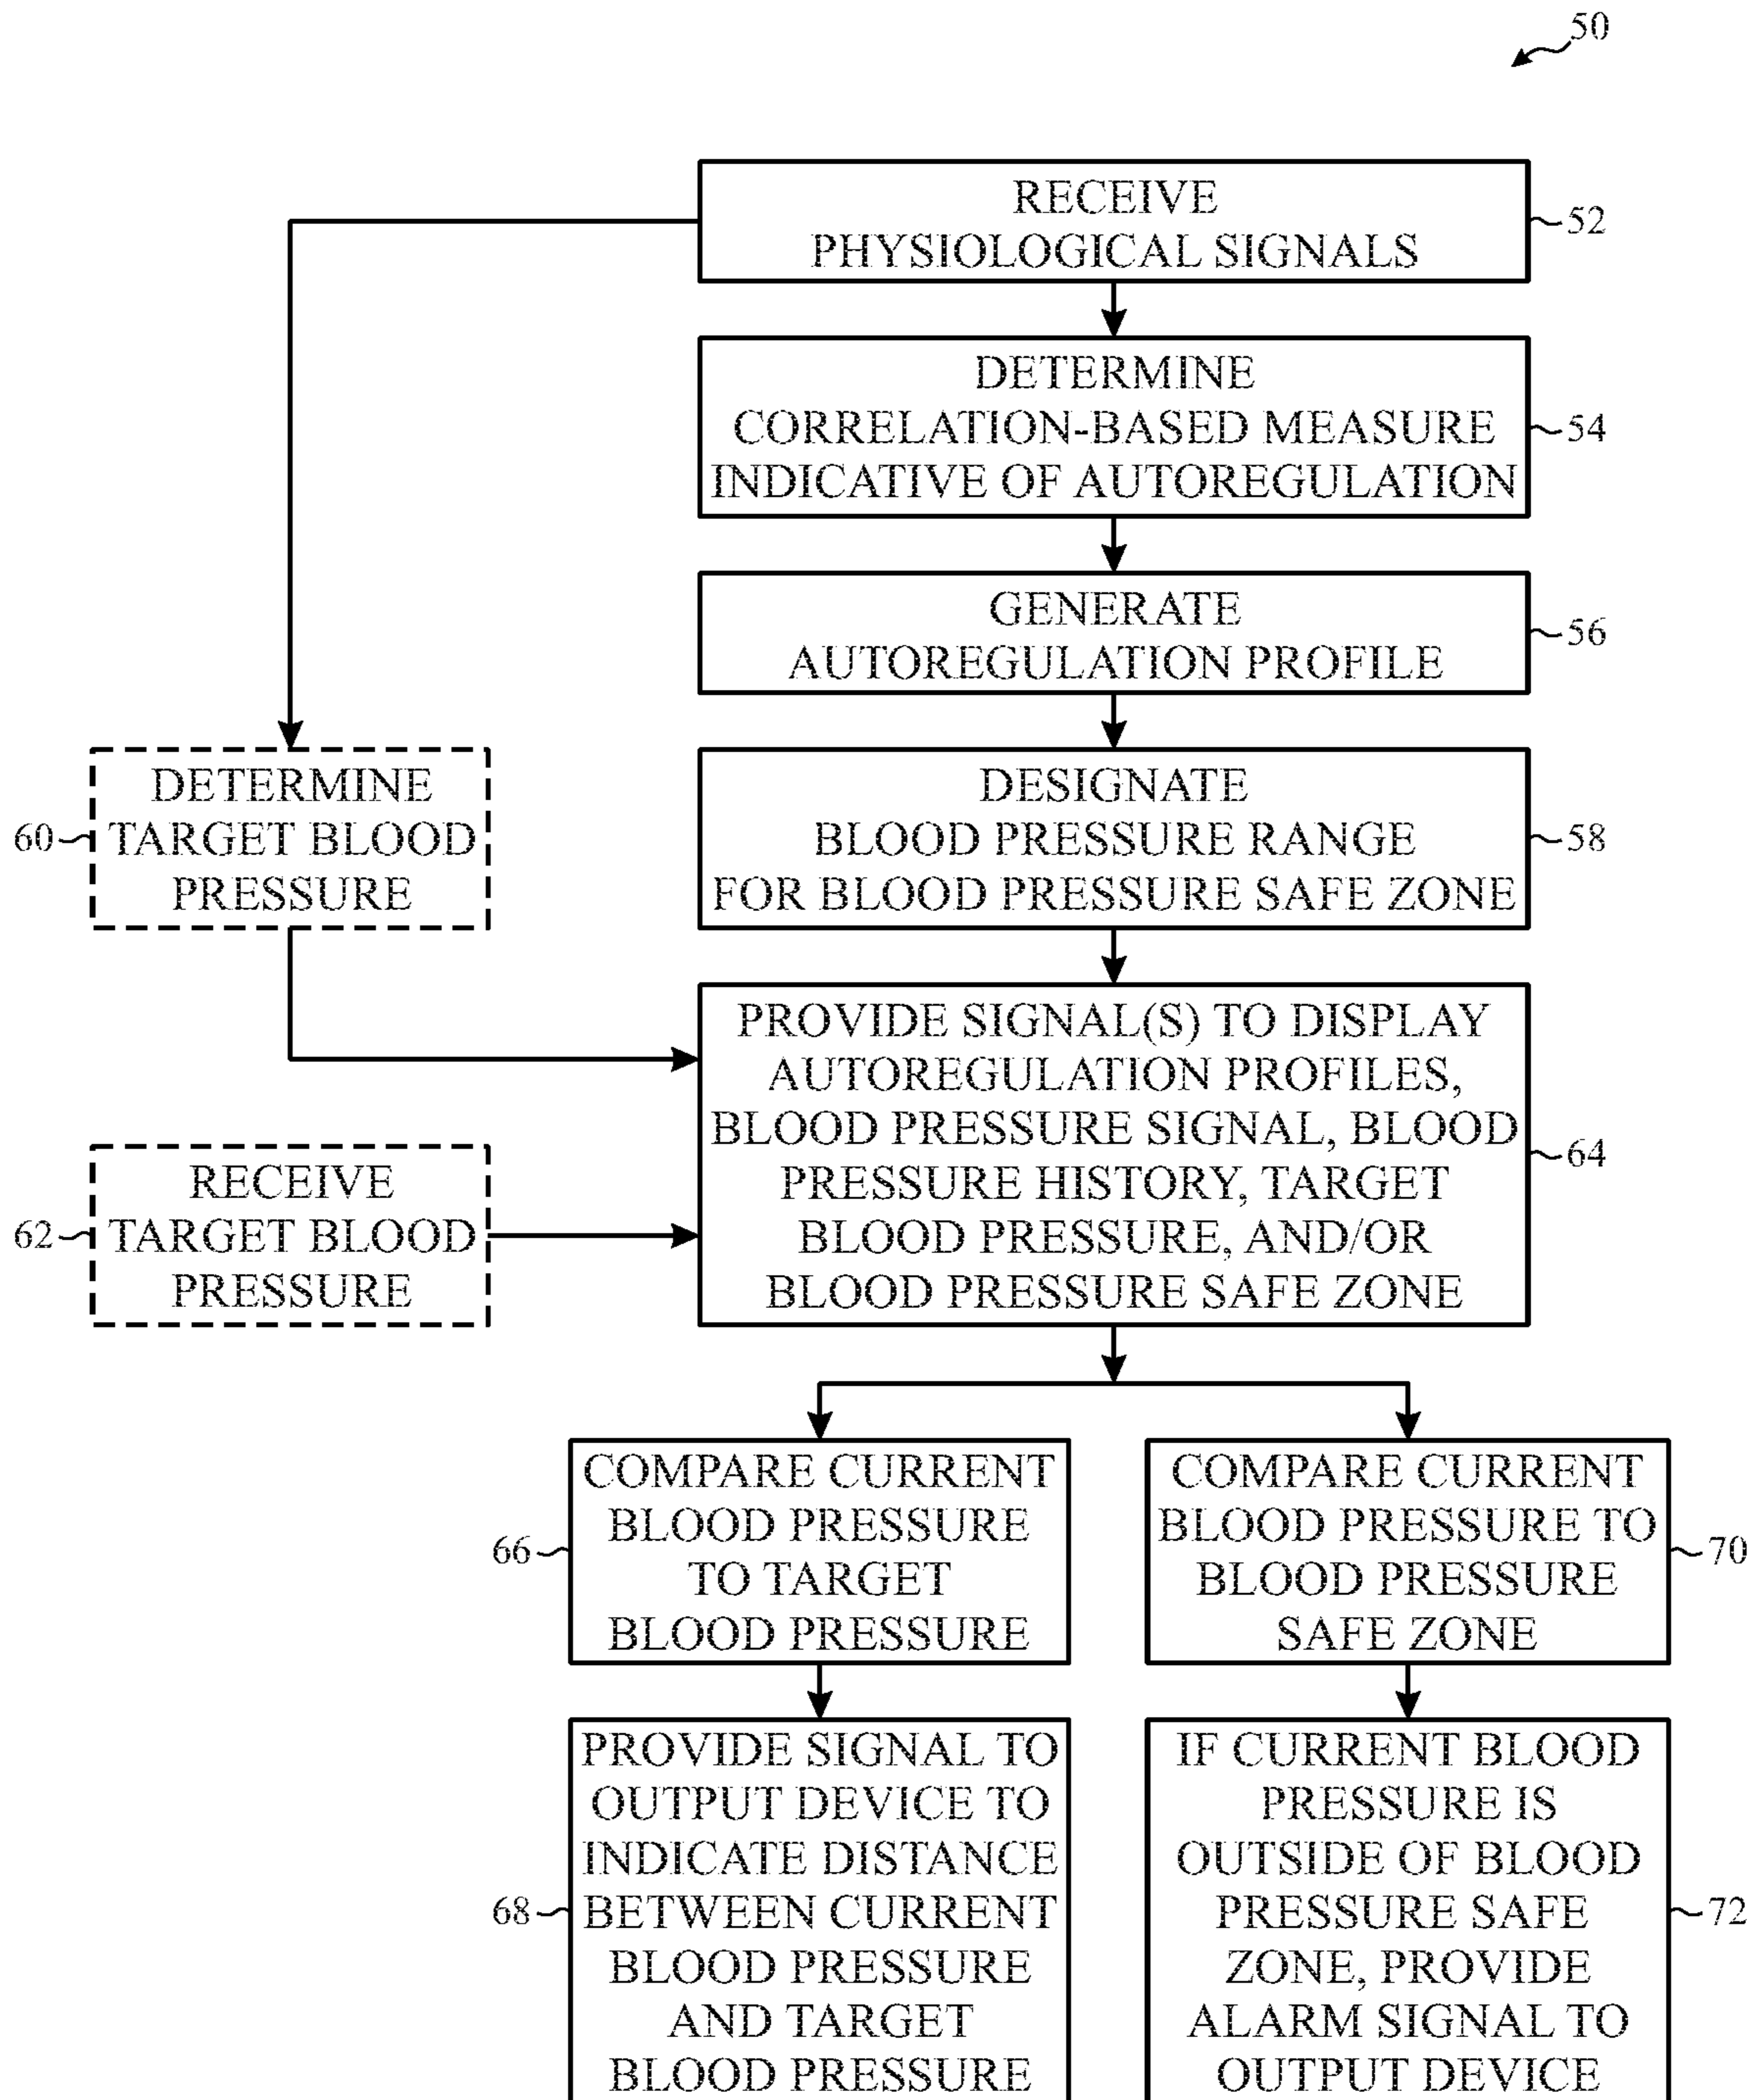 50
RECEIVE
PHYSIOLOGICAL SIGNALS
52
DETERMINE
CORRELATION-BASED MEASURE
INDICATIVE OF AUTOREGULATION
54
GENERATE
AUTOREGULATION PROFILE
56
DETERMINE
TARGET BLOOD
PRESSURE
60
DESIGNATE
BLOOD PRESSURE RANGE
FOR BLOOD PRESSURE SAFE ZONE
58
RECEIVE
TARGET BLOOD
PRESSURE
62
PROVIDE SIGNAL(S) TO DISPLAY
AUTOREGULATION PROFILES,
BLOOD PRESSURE SIGNAL, BLOOD
PRESSURE HISTORY, TARGET
BLOOD PRESSURE, AND/OR
BLOOD PRESSURE SAFE ZONE
64
COMPARE CURRENT
BLOOD PRESSURE
TO TARGET
BLOOD PRESSURE
66
COMPARE CURRENT
BLOOD PRESSURE TO
BLOOD PRESSURE
SAFE ZONE
70
PROVIDE SIGNAL TO
OUTPUT DEVICE TO
INDICATE DISTANCE
BETWEEN CURRENT
BLOOD PRESSURE
AND TARGET
BLOOD PRESSURE
68
IF CURRENT BLOOD
PRESSURE IS
OUTSIDE OF BLOOD
PRESSURE SAFE
ZONE, PROVIDE
ALARM SIGNAL TO
OUTPUT DEVICE
72